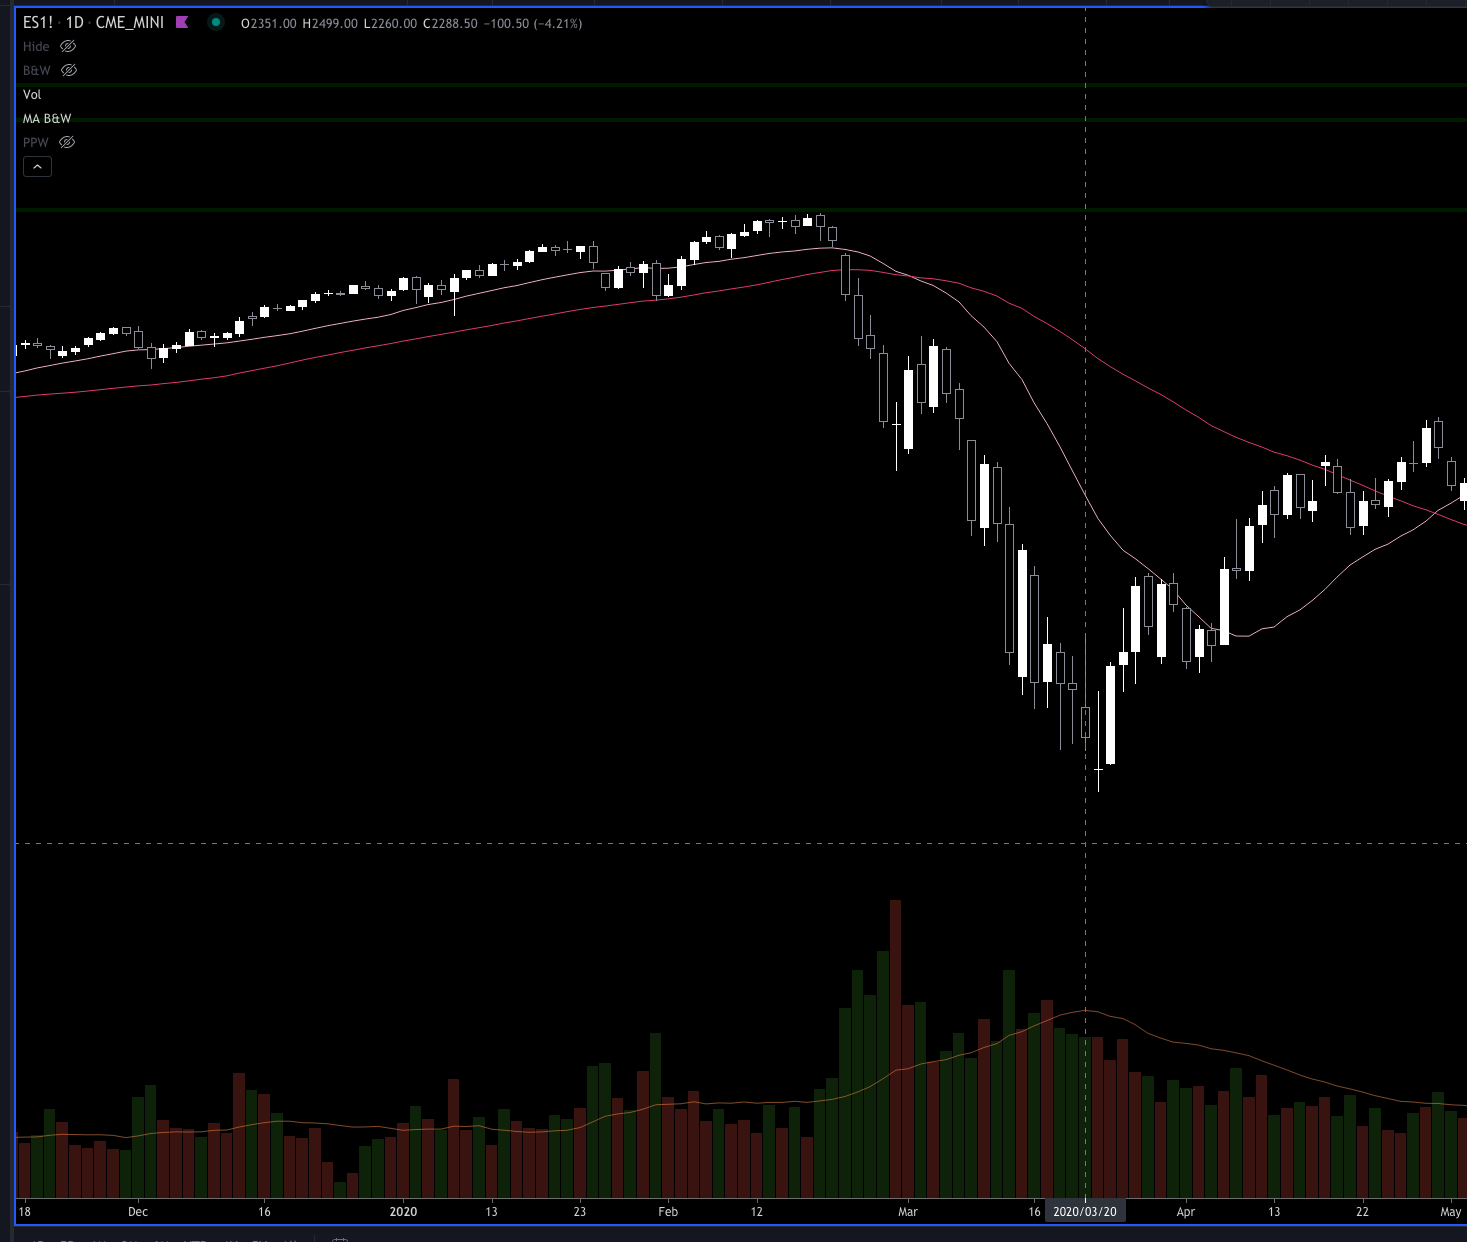 ES1! · 1D · CME_MINI O2351.00 H2499.00 L2260.00 C2288.50 −100.50 (−4.21%)
Hide
B&W
Vol
MA B&W
PPW
18 Dec 16 2020 13 23 Feb 12 Mar 16 2020/03/20 Apr 13 22 May